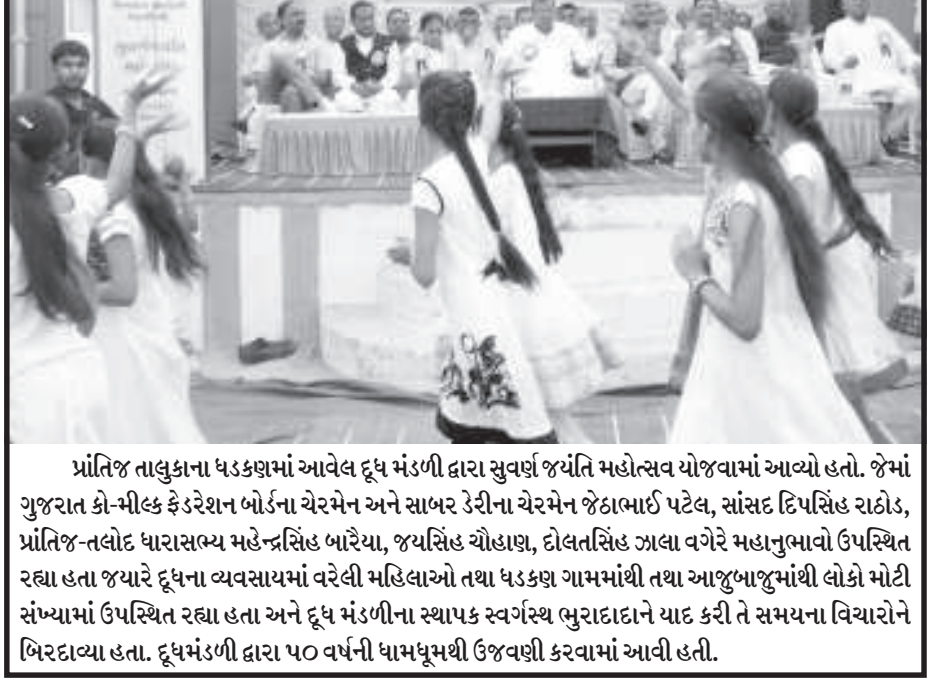 પ્રાંતિજ તાલુકાના ધડકણમાં આવેલ દૂધ મંડળી દ્વારા સુવર્ણ જયંતિ મહોત્સવ યોજવામાં આવ્યો હતો. જેમાં
ગુજરાત કો-મીલ્ક ફેડરેશન બોર્ડના ચેરમેન અને સાબર ડેરીના ચેરમેન જેઠાભાઈ પટેલ, સાંસદ દિપસિંહ રાઠોડ,
પ્રાંતિજ-તલોદ ધારાસભ્ય મહેન્દ્રસિંહ બારૈયા, જયસિંહ ચૌહાણ, દોલતસિંહ ઝાલા વગેરે મહાનુભાવો ઉપસ્થિત
રહ્યા હતા જયારે દૂધના વ્યવસાયમાં વરેલી મહિલાઓ તથા ધડકણ ગામમાંથી તથા આજુબાજુમાંથી લોકો મોટી
સંખ્યામાં ઉપસ્થિત રહ્યા હતા અને દૂધ મંડળીના સ્થાપક સ્વર્ગસ્થ ભુરાદાદાને યાદ કરી તે સમયના વિચારોને
બિરદાવ્યા હતા. દૂધમંડળી દ્વારા ૫૦ વર્ષની ધામધૂમથી ઉજવણી કરવામાં આવી હતી.